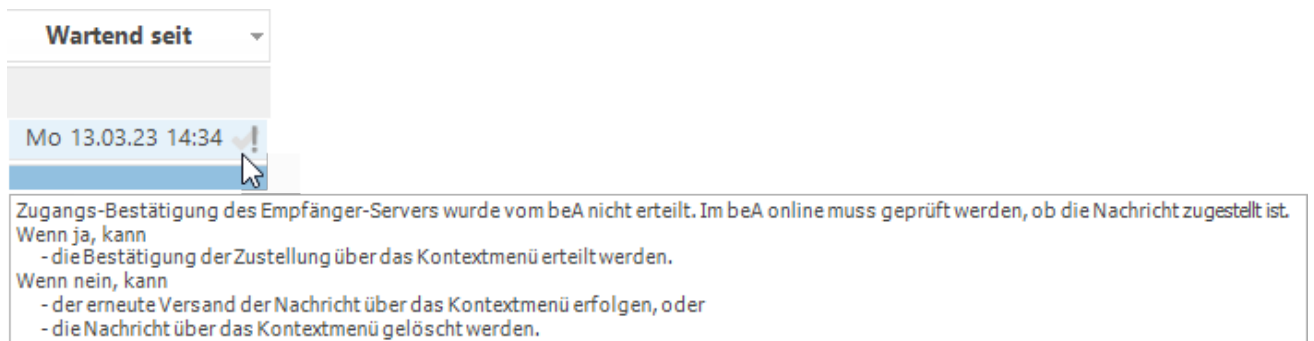 Wartend seit
Mo 13.03.23 14:34
Zugangs-Bestätigung des Empfänger-Servers wurde vom beA nicht erteilt. Im beA online muss geprüft werden, ob die Nachricht zugestellt ist.
Wenn ja, kann
- die Bestätigung der Zustellung über das Kontextmenü erteilt werden.
Wenn nein, kann
- der erneute Versand der Nachricht über das Kontextmenü erfolgen, oder
- die Nachricht über das Kontextmenü gelöscht werden.